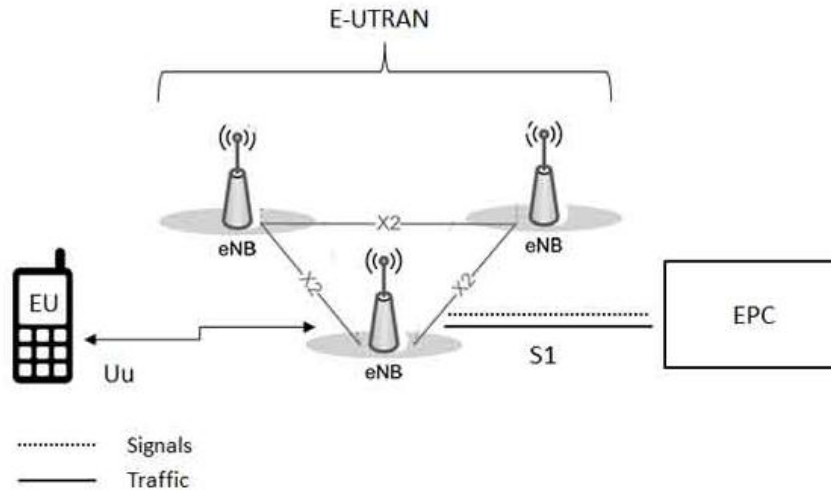 E-UTRAN
X2
eNB
eNB
X2
X2
EU
EPC
S1
Uu
eNB
Signals
Traffic